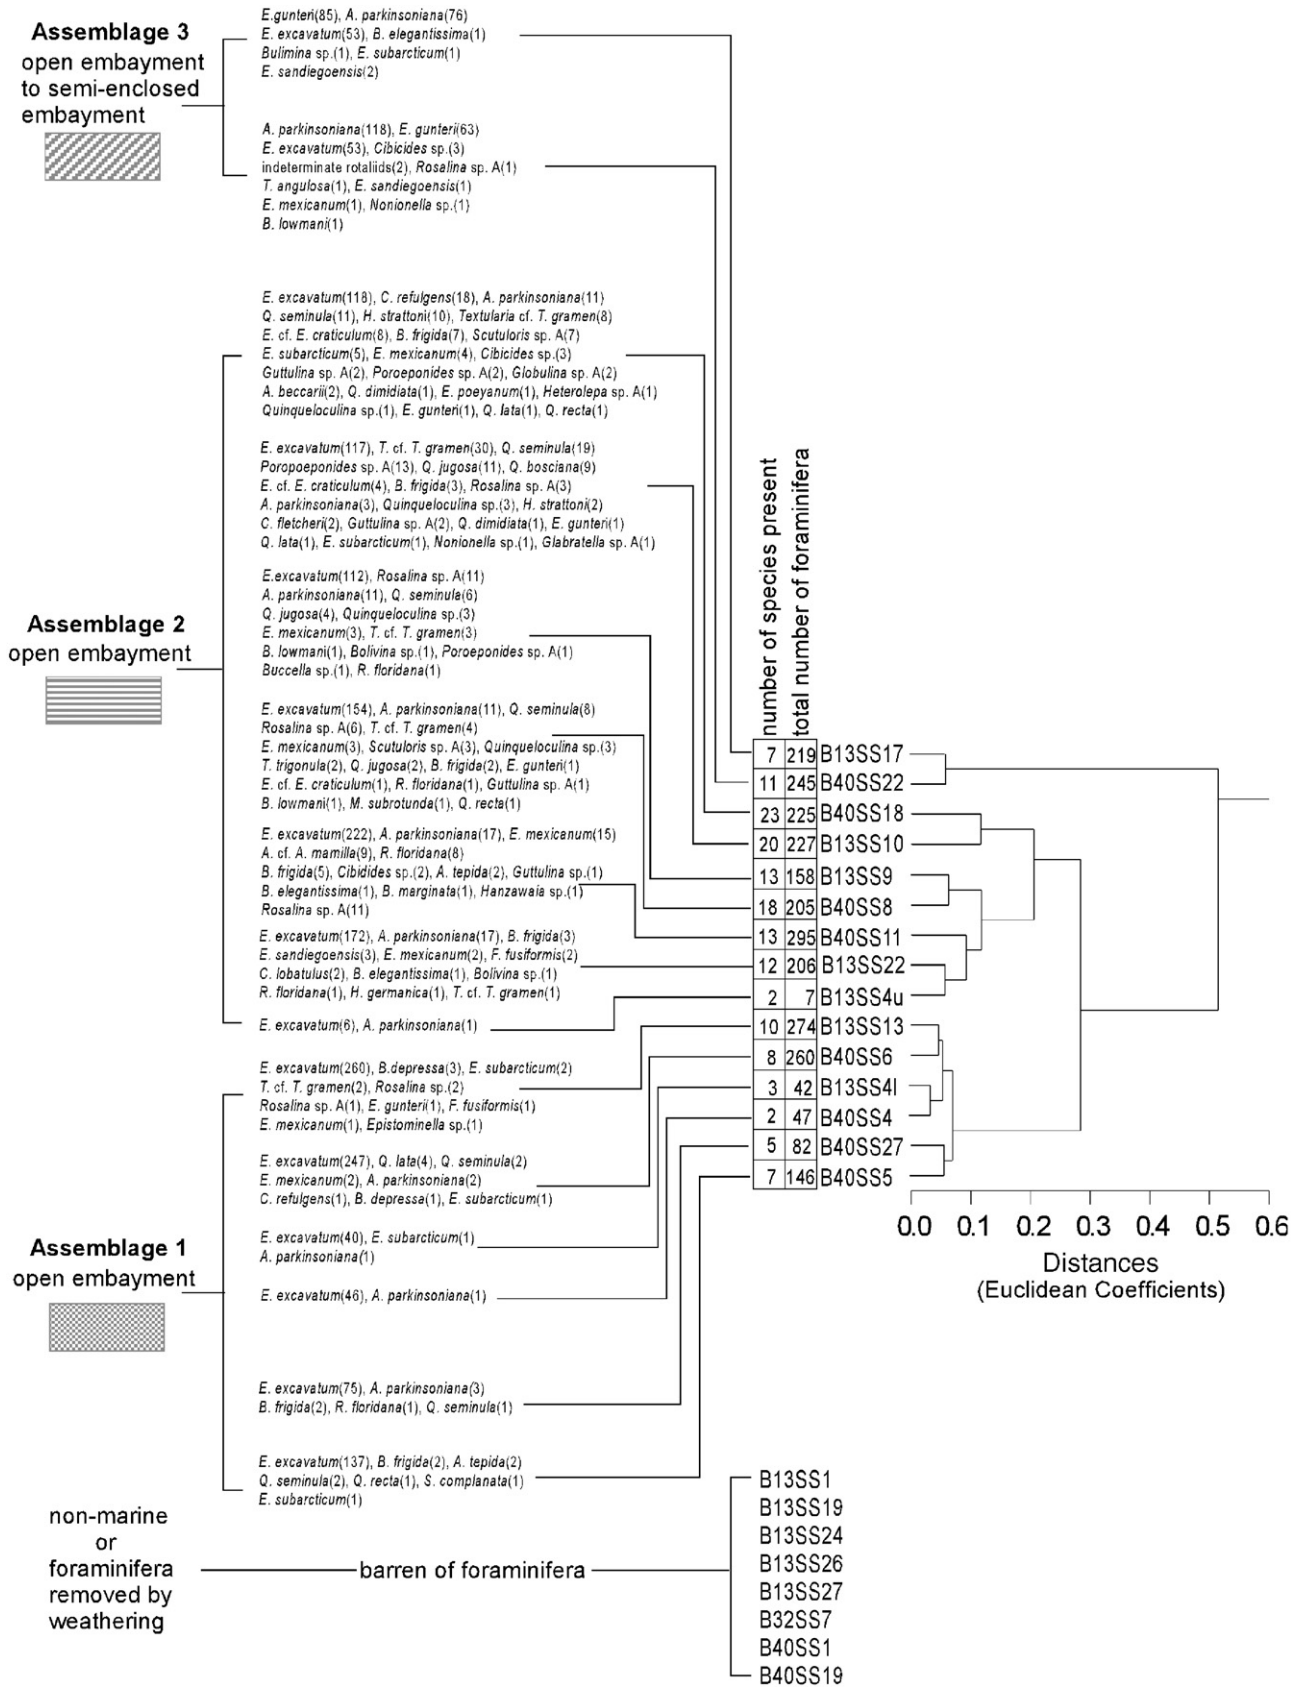 Assemblage 3
open embayment
to semi-enclosed
embayment
E.gunteri(85), A. parkinsoniana(76)
E. excavatum(53), B. elegantissima(1)
Bulimina sp.(1), E. subarcticum(1)
E. sandiegoensis(2)
A. parkinsoniana(118), E. gunteri(63)
E. excavatum(53), Cibicides sp.(3)
indeterminate rotaliids(2), Rosalina sp. A(1)
T. angulosa(1), E. sandiegoensis(1)
E. mexicanum(1), Nonionella sp.(1)
B. lowmani(1)
Assemblage 2
open embayment
E. excavatum(118), C. refulgens(18), A. parkinsoniana(11)
Q. seminula(11), H. strattoni(10), Textularia cf. T. gramen(8)
E. cf. E. craticulum(8), B. frigida(7), Scutuloris sp. A(7)
E. subarcticum(5), E. mexicanum(4), Cibicides sp.(3)
Guttulina sp. A(2), Poroeponides sp. A(2), Globulina sp. A(2)
A. beccarii(2), Q. dimidiata(1), E. poeyanum(1), Heterolepa sp. A(1)
Quinqueloculina sp.(1), E. gunteri(1), Q. lata(1), Q. recta(1)
E. excavatum(117), T. cf. T. gramen(30), Q. seminula(19)
Poropoeponides sp. A(13), Q. jugosa(11), Q. bosciana(9)
E. cf. E. craticulum(4), B. frigida(3), Rosalina sp. A(3)
A. parkinsoniana(3), Quinqueloculina sp.(3), H. strattoni(2)
C. fletcheri(2), Guttulina sp. A(2), Q. dimidiata(1), E. gunteri(1)
Q. lata(1), E. subarcticum(1), Nonionella sp.(1), Glabratella sp. A(1)
E.excavatum(112), Rosalina sp. A(11)
A. parkinsoniana(11), Q. seminula(6)
Q. jugosa(4), Quinqueloculina sp.(3)
E. mexicanum(3), T. cf. T. gramen(3)
B. lowmani(1), Bolivina sp.(1), Poroeponides sp. A(1)
Buccella sp.(1), R. floridana(1)
E. excavatum(154), A. parkinsoniana(11), Q. seminula(8)
Rosalina sp. A(6), T. cf. T. gramen(4)
E. mexicanum(3), Scutuloris sp. A(3), Quinqueloculina sp.(3)
T. trigonula(2), Q. jugosa(2), B. frigida(2), E. gunteri(1)
E. cf. E. craticulum(1), R. floridana(1), Guttulina sp. A(1)
B. lowmani(1), M. subrotunda(1), Q. recta(1)
E. excavatum(222), A. parkinsoniana(17), E. mexicanum(15)
A. cf. A. mamilla(9), R. floridana(8)
B. frigida(5), Cibidides sp.(2), A. tepida(2), Guttulina sp.(1)
B. elegantissima(1), B. marginata(1), Hanzawaia sp.(1)
Rosalina sp. A(11)
E. excavatum(172), A. parkinsoniana(17), B. frigida(3)
E. sandiegoensis(3), E. mexicanum(2), F. fusiformis(2)
C. lobatulus(2), B. elegantissima(1), Bolivina sp.(1)
R. floridana(1), H. germanica(1), T. cf. T. gramen(1)
E. excavatum(6), A. parkinsoniana(1)
Assemblage 1
open embayment
E. excavatum(260), B.depressa(3), E. subarcticum(2)
T. cf. T. gramen(2), Rosalina sp.(2)
Rosalina sp. A(1), E. gunteri(1), F. fusiformis(1)
E. mexicanum(1), Epistominella sp.(1)
E. excavatum(247), Q. lata(4), Q. seminula(2)
E. mexicanum(2), A. parkinsoniana(2)
C. refulgens(1), B. depressa(1), E. subarcticum(1)
E. excavatum(40), E. subarcticum(1)
A. parkinsoniana(1)
E. excavatum(46), A. parkinsoniana(1)
E. excavatum(75), A. parkinsoniana(3)
B. frigida(2), R. floridana(1), Q. seminula(1)
E. excavatum(137), B. frigida(2), A. tepida(2)
Q. seminula(2), Q. recta(1), S. complanata(1)
E. subarcticum(1)
number of species present
total number of foraminifera
7 219 B13SS17
11 245 B40SS22
23 225 B40SS18
20 227 B13SS10
13 158 B13SS9
18 205 B40SS8
13 295 B40SS11
12 206 B13SS22
2 7 B13SS4u
10 274 B13SS13
8 260 B40SS6
3 42 B13SS4l
2 47 B40SS4
5 82 B40SS27
7 146 B40SS5
0.0 0.1 0.2 0.3 0.4 0.5 0.6
Distances
(Euclidean Coefficients)
non-marine
or
foraminifera
removed by
weathering
barren of foraminifera
B13SS1
B13SS19
B13SS24
B13SS26
B13SS27
B32SS7
B40SS1
B40SS19